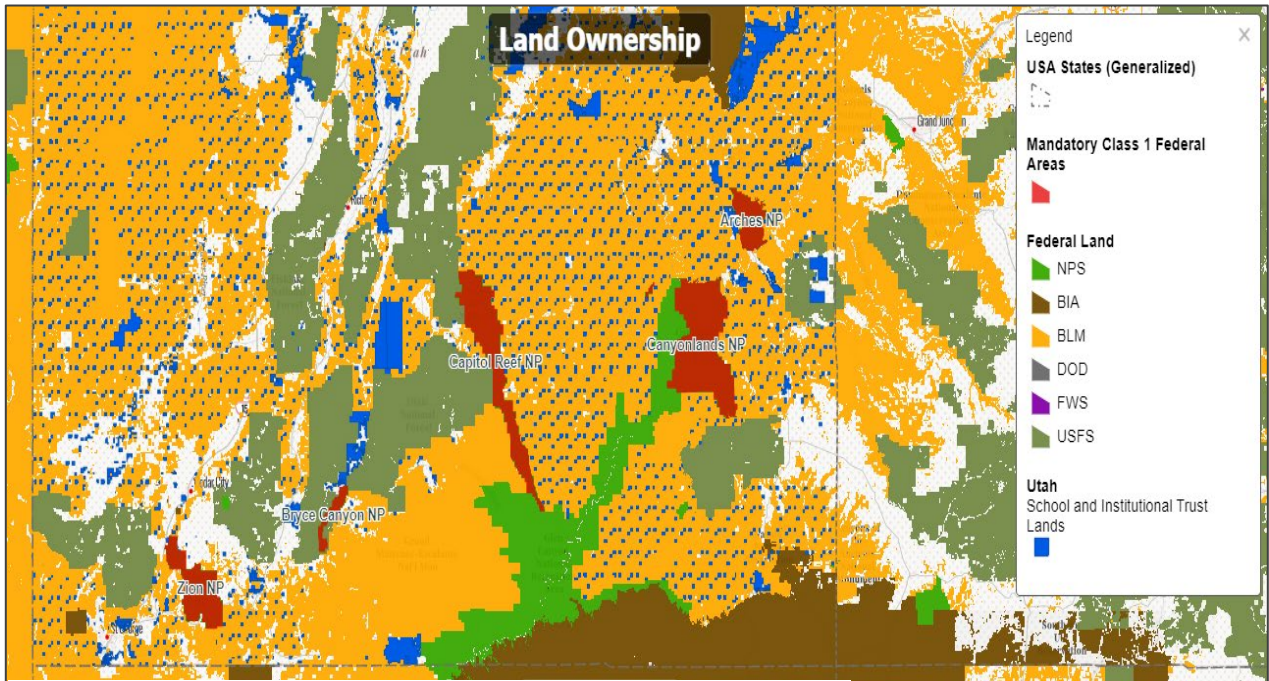 Land Ownership
Legend
X
USA States (Generalized)
Mandatory Class 1 Federal
Areas
Federal Land
NPS
BIA
BLM
DOD
FWS
USFS
Utah
School and Institutional Trust
Lands
Grand Junction
Arches NP
Canyonlands NP
Capitol Reef NP
Bryce Canyon NP
Zion NP